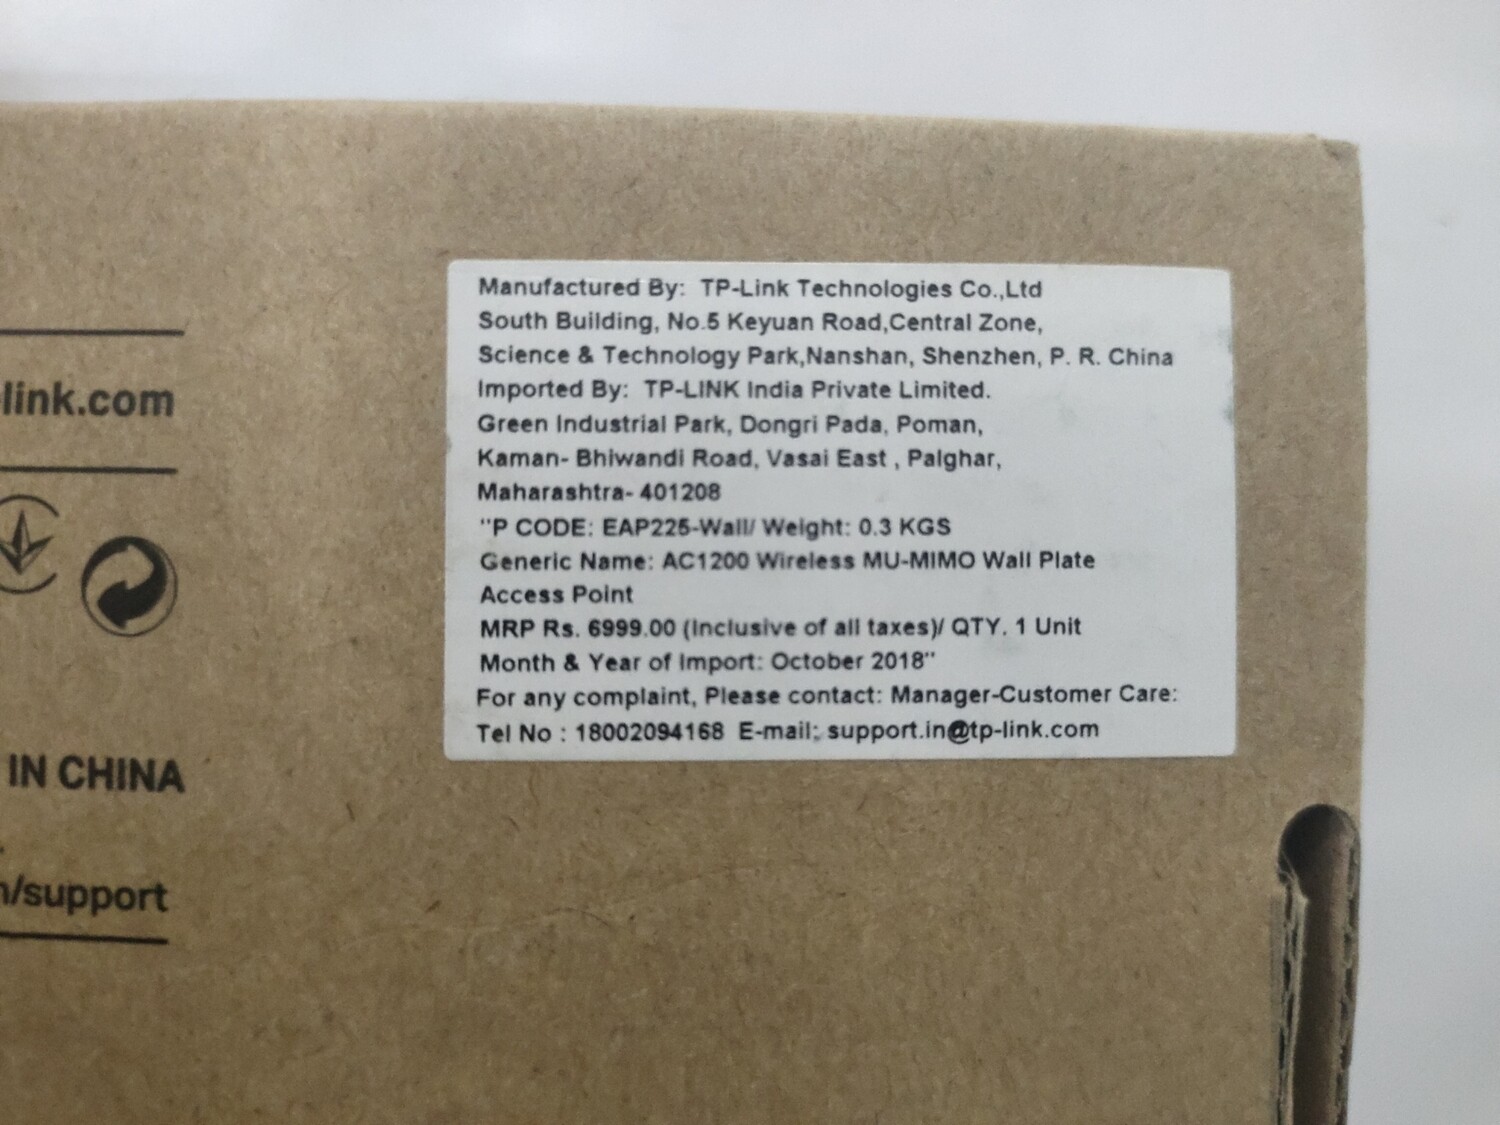 link.com
IN CHINA
/support
Manufactured By: TP-Link Technologies Co.,Ltd
South Building, No.5 Keyuan Road,Central Zone,
Science & Technology Park,Nanshan, Shenzhen, P. R. China
Imported By: TP-LINK India Private Limited.
Green Industrial Park, Dongri Pada, Poman,
Kaman- Bhiwandi Road, Vasai East , Palghar,
Maharashtra- 401208
"P CODE: EAP225-Wall/ Weight: 0.3 KGS
Generic Name: AC1200 Wireless MU-MIMO Wall Plate
Access Point
MRP Rs. 6999.00 (Inclusive of all taxes)/ QTY. 1 Unit
Month & Year of Import: October 2018"
For any complaint, Please contact: Manager-Customer Care:
Tel No : 18002094168 E-mail: support.in@tp-link.com